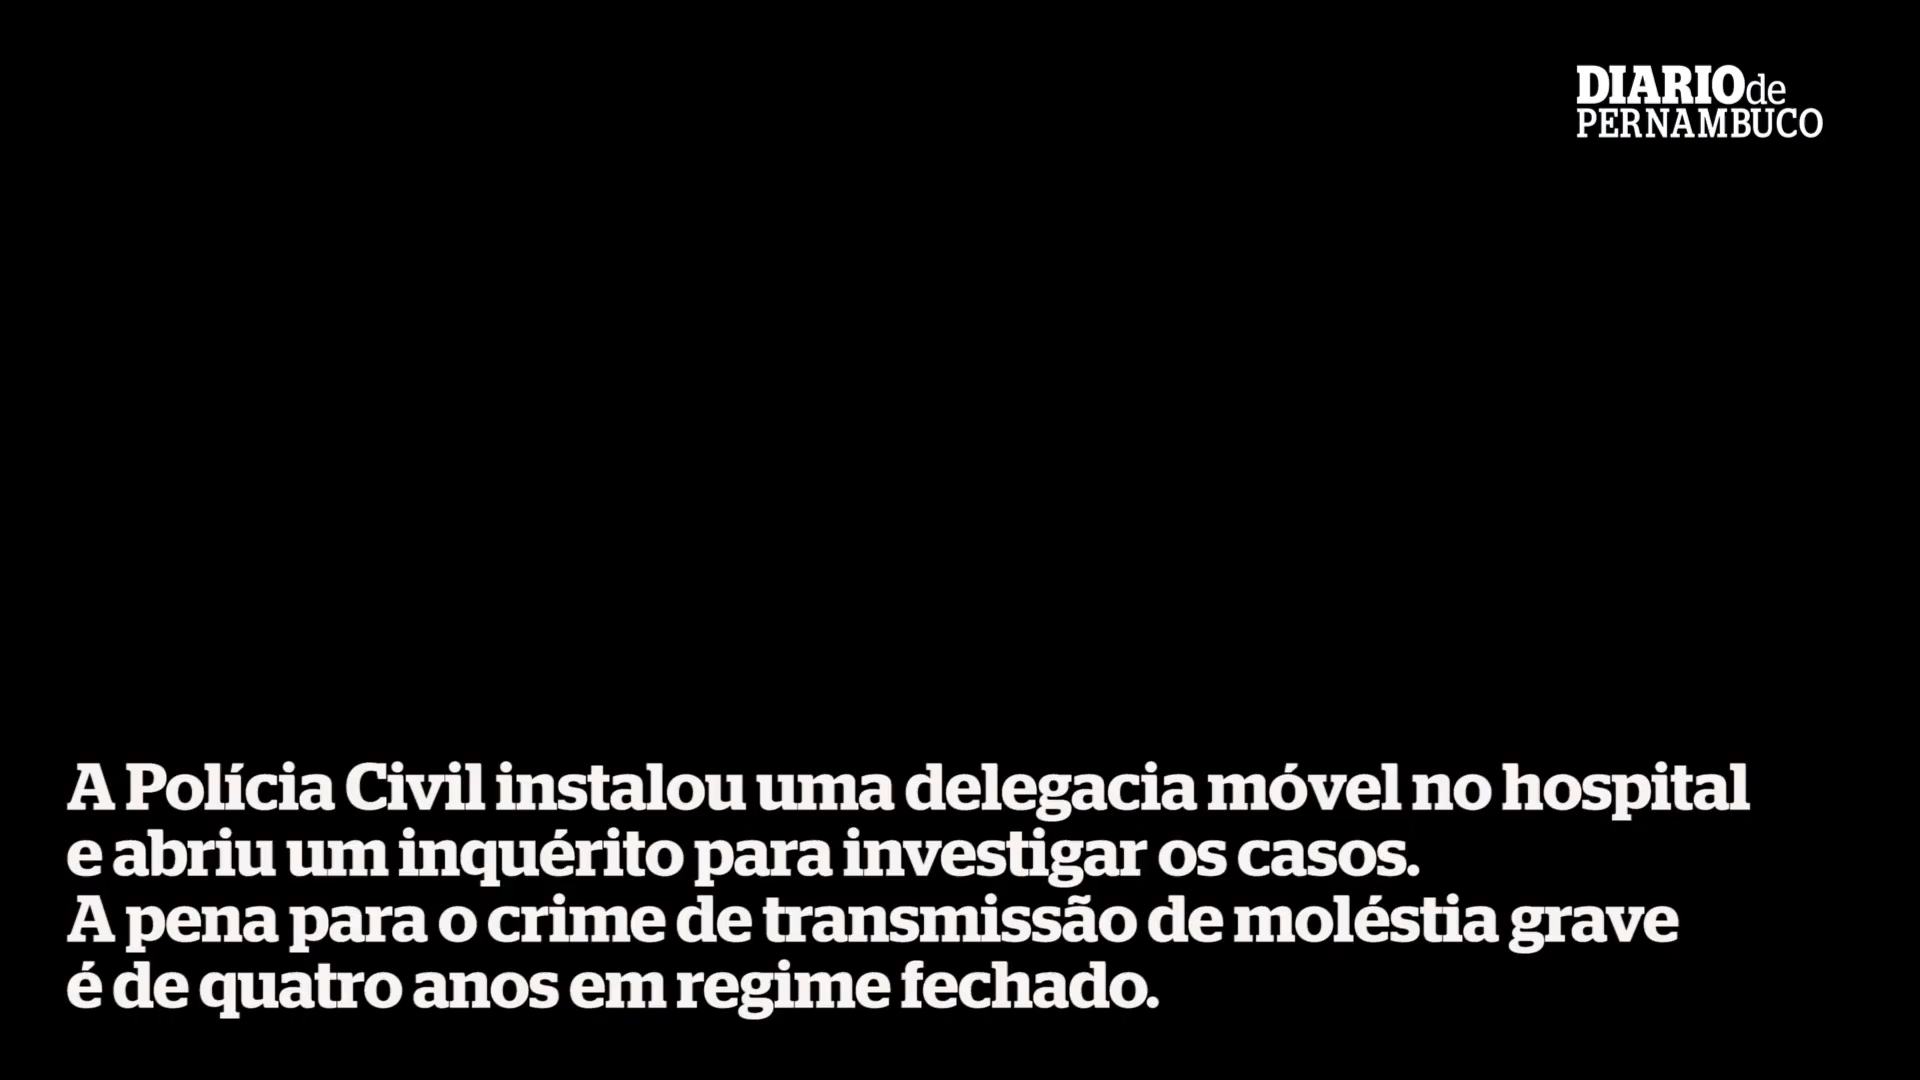 DIARIO de
PERNAMBUCO
A Polícia Civil instalou uma delegacia móvel no hospital
e abriu um inquérito para investigar os casos.
A pena para o crime de transmissão de moléstia grave
é de quatro anos em regime fechado.